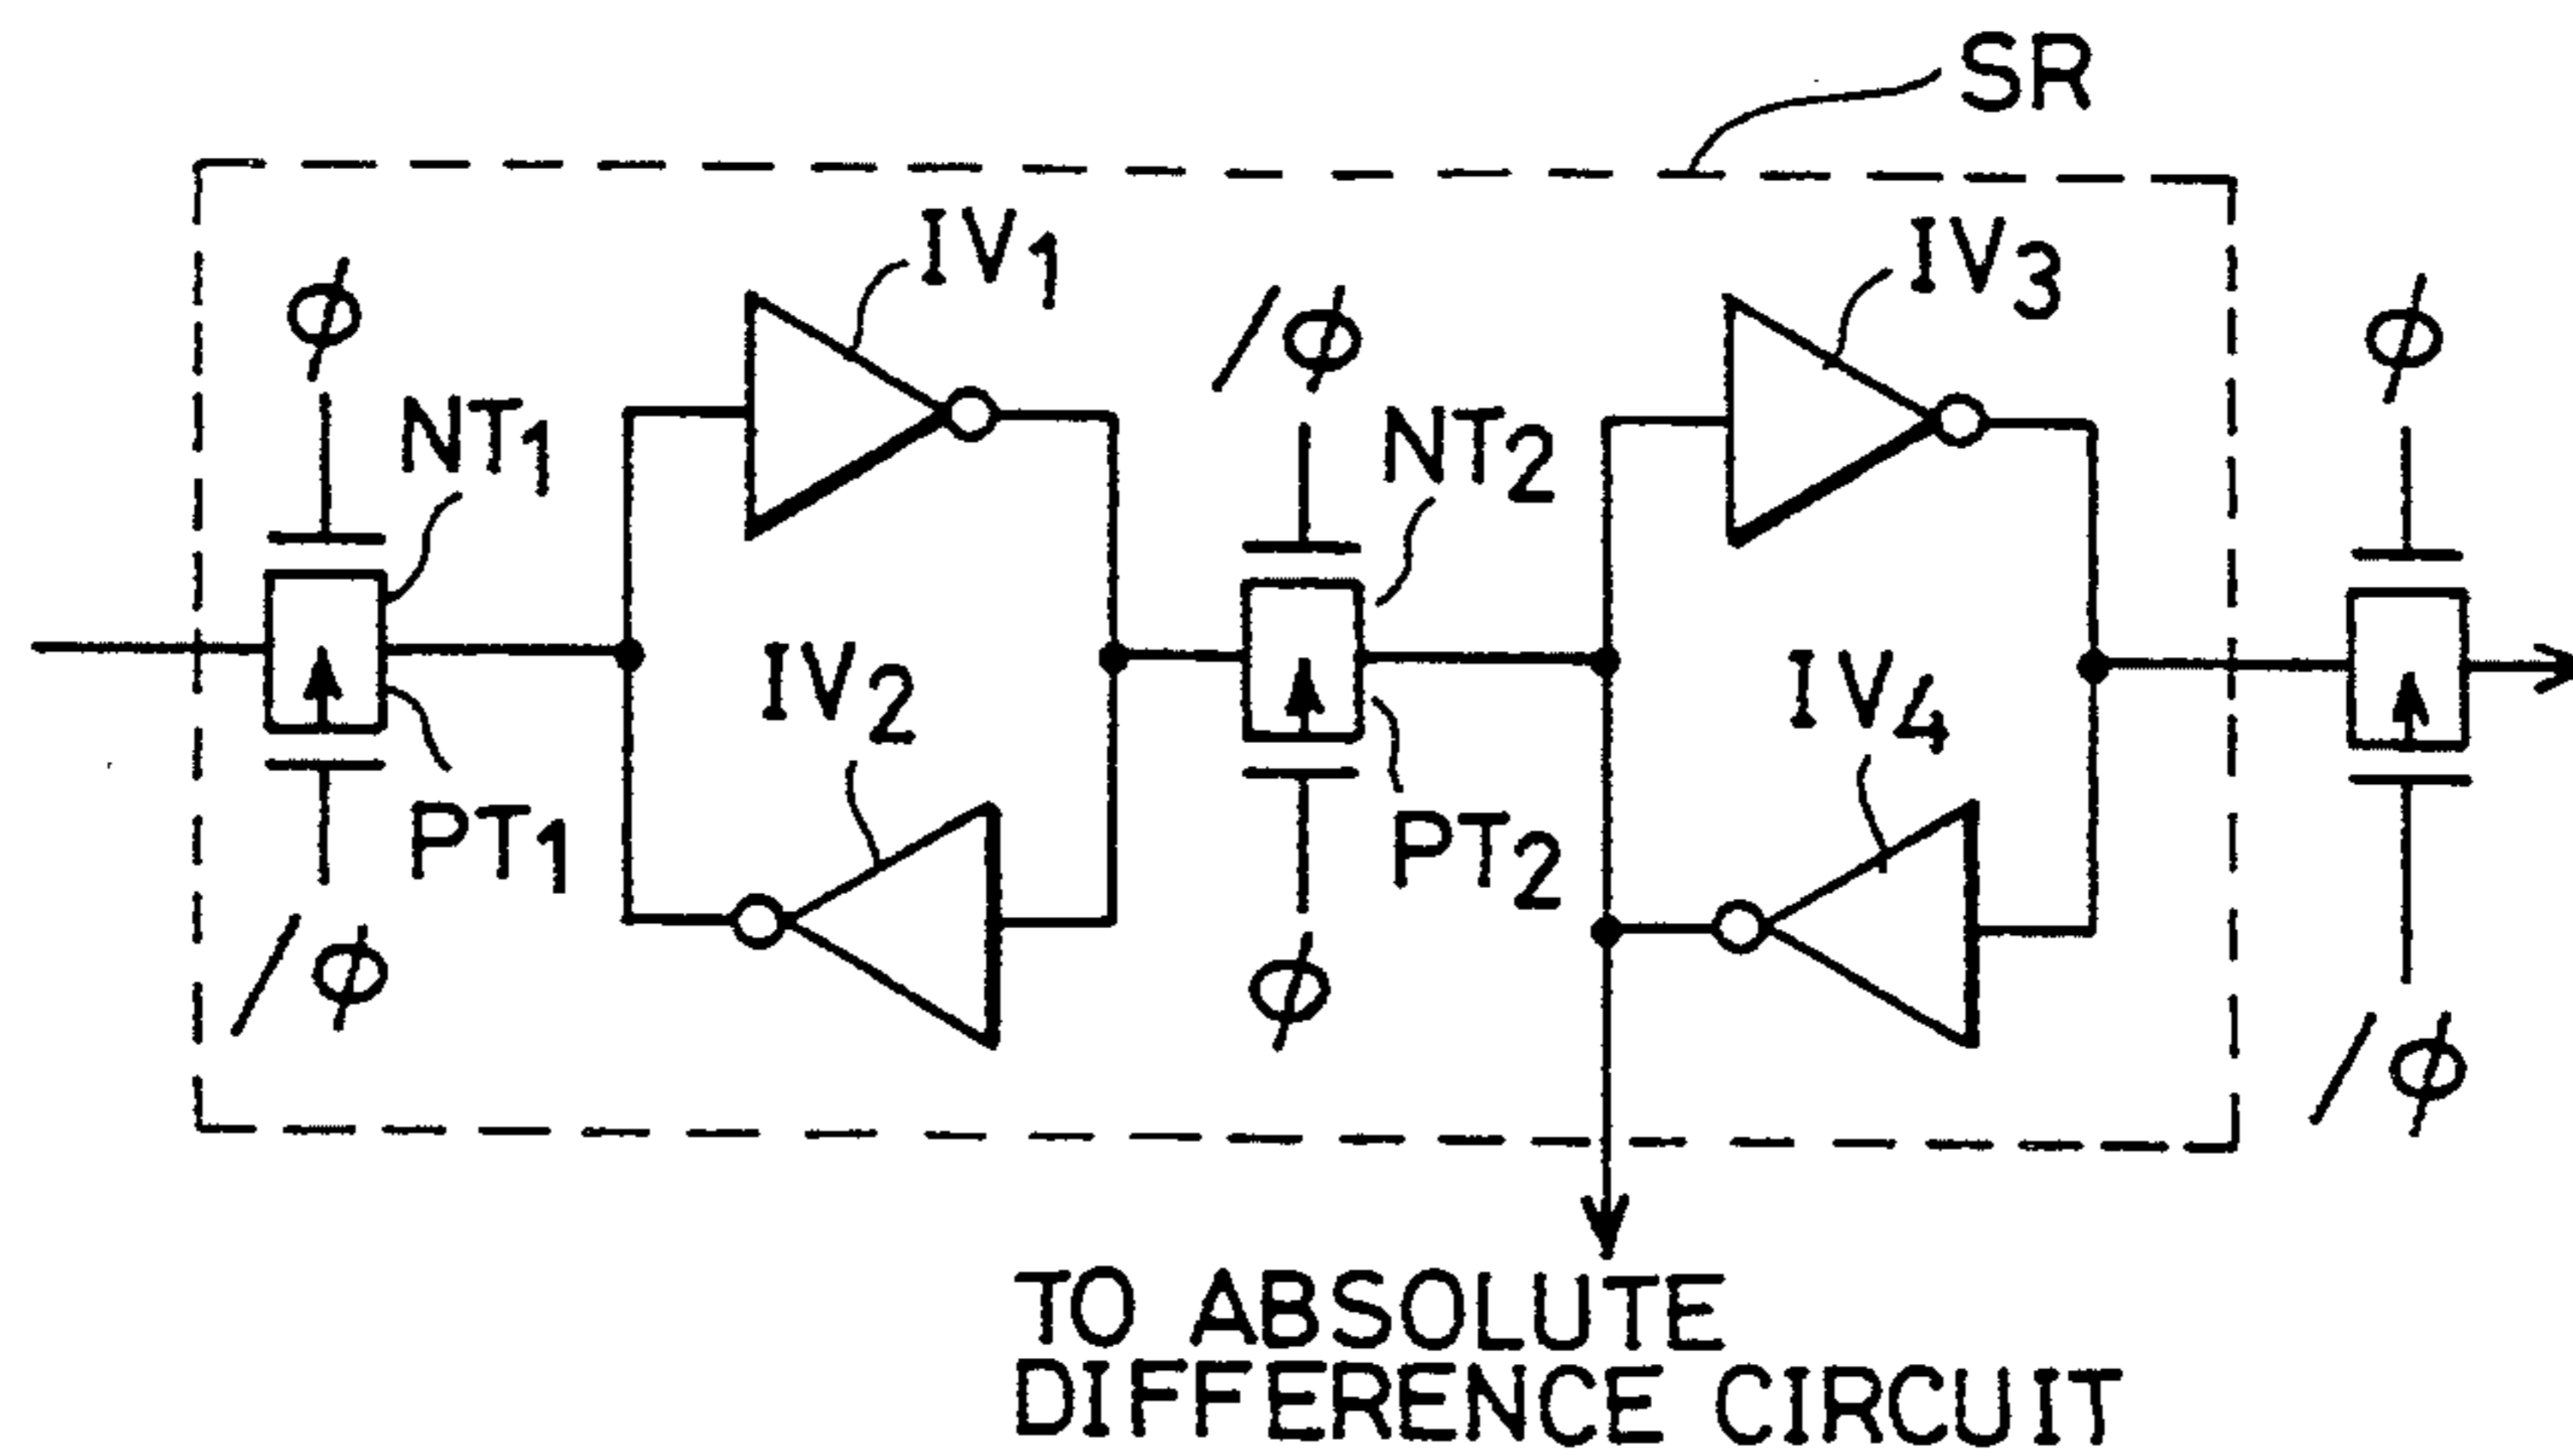 SR
IV1
IV3
φ
/φ
φ
NT1
NT2
IV2
IV4
PT1
PT2
/φ
φ
/φ
TO ABSOLUTE
DIFFERENCE CIRCUIT